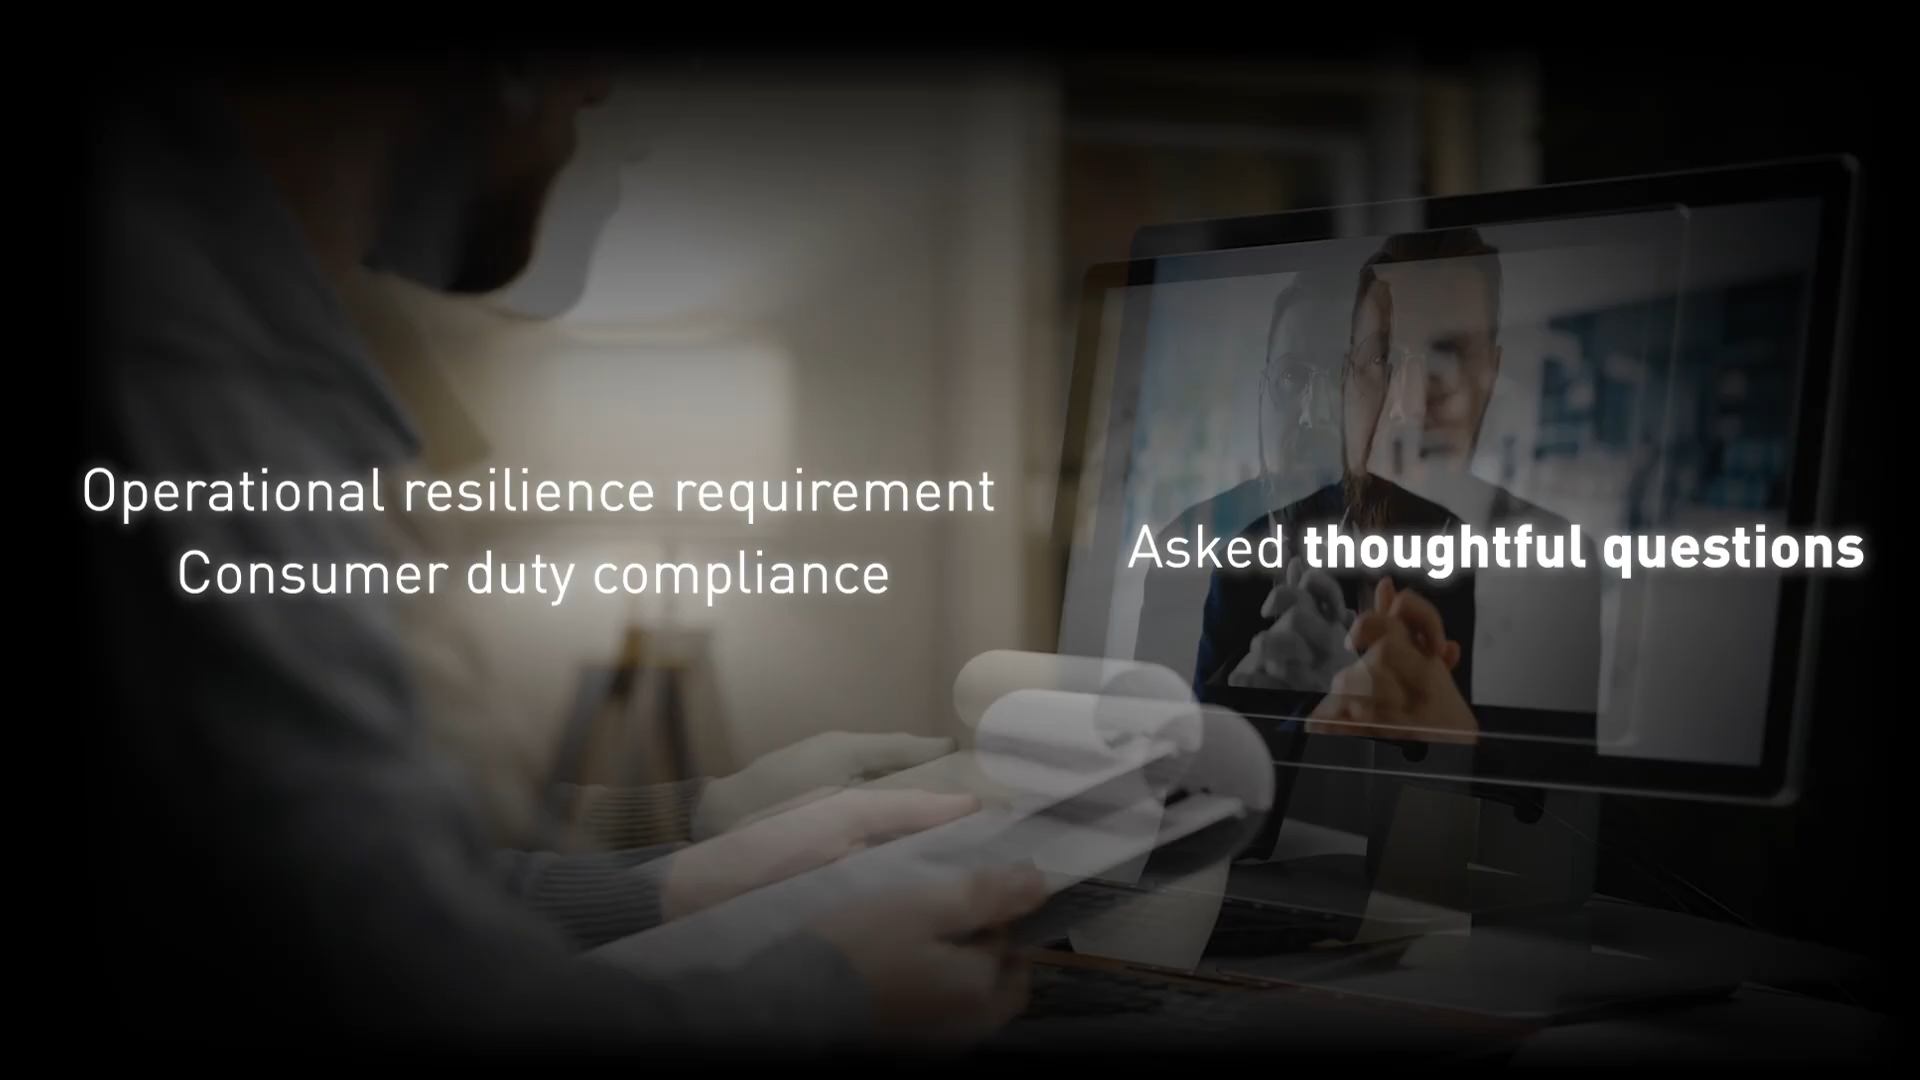 Operational resilience requirement
Consumer duty compliance
Asked thoughtful questions